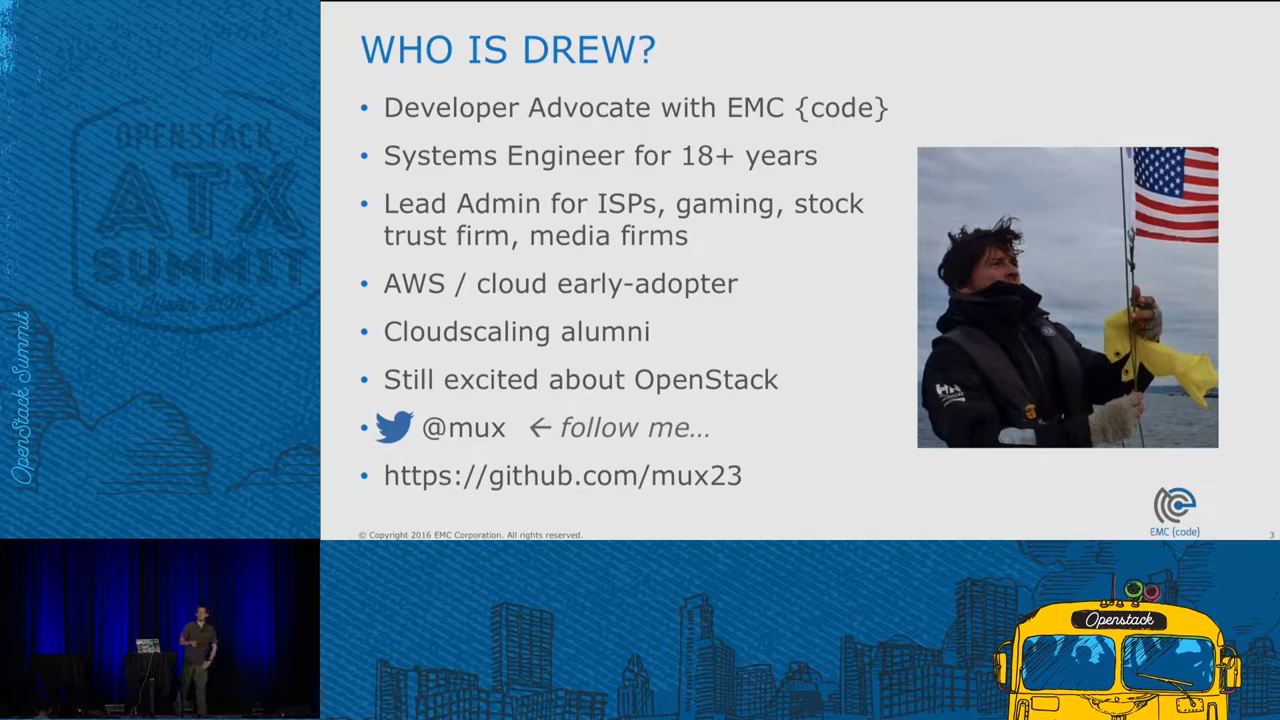 WHO IS DREW?
• Developer Advocate with EMC {code}
• Systems Engineer for 18+ years
• Lead Admin for ISPs, gaming, stock
trust firm, media firms
• AWS / cloud early-adopter
• Cloudscaling alumni
• Still excited about OpenStack
• @mux ← follow me…
• https://github.com/mux23
© Copyright 2016 EMC Corporation. All rights reserved.
EMC {code}
3
HH
OPENSTACK
ATX
SUMMIT
OpenStack Summit
Openstack